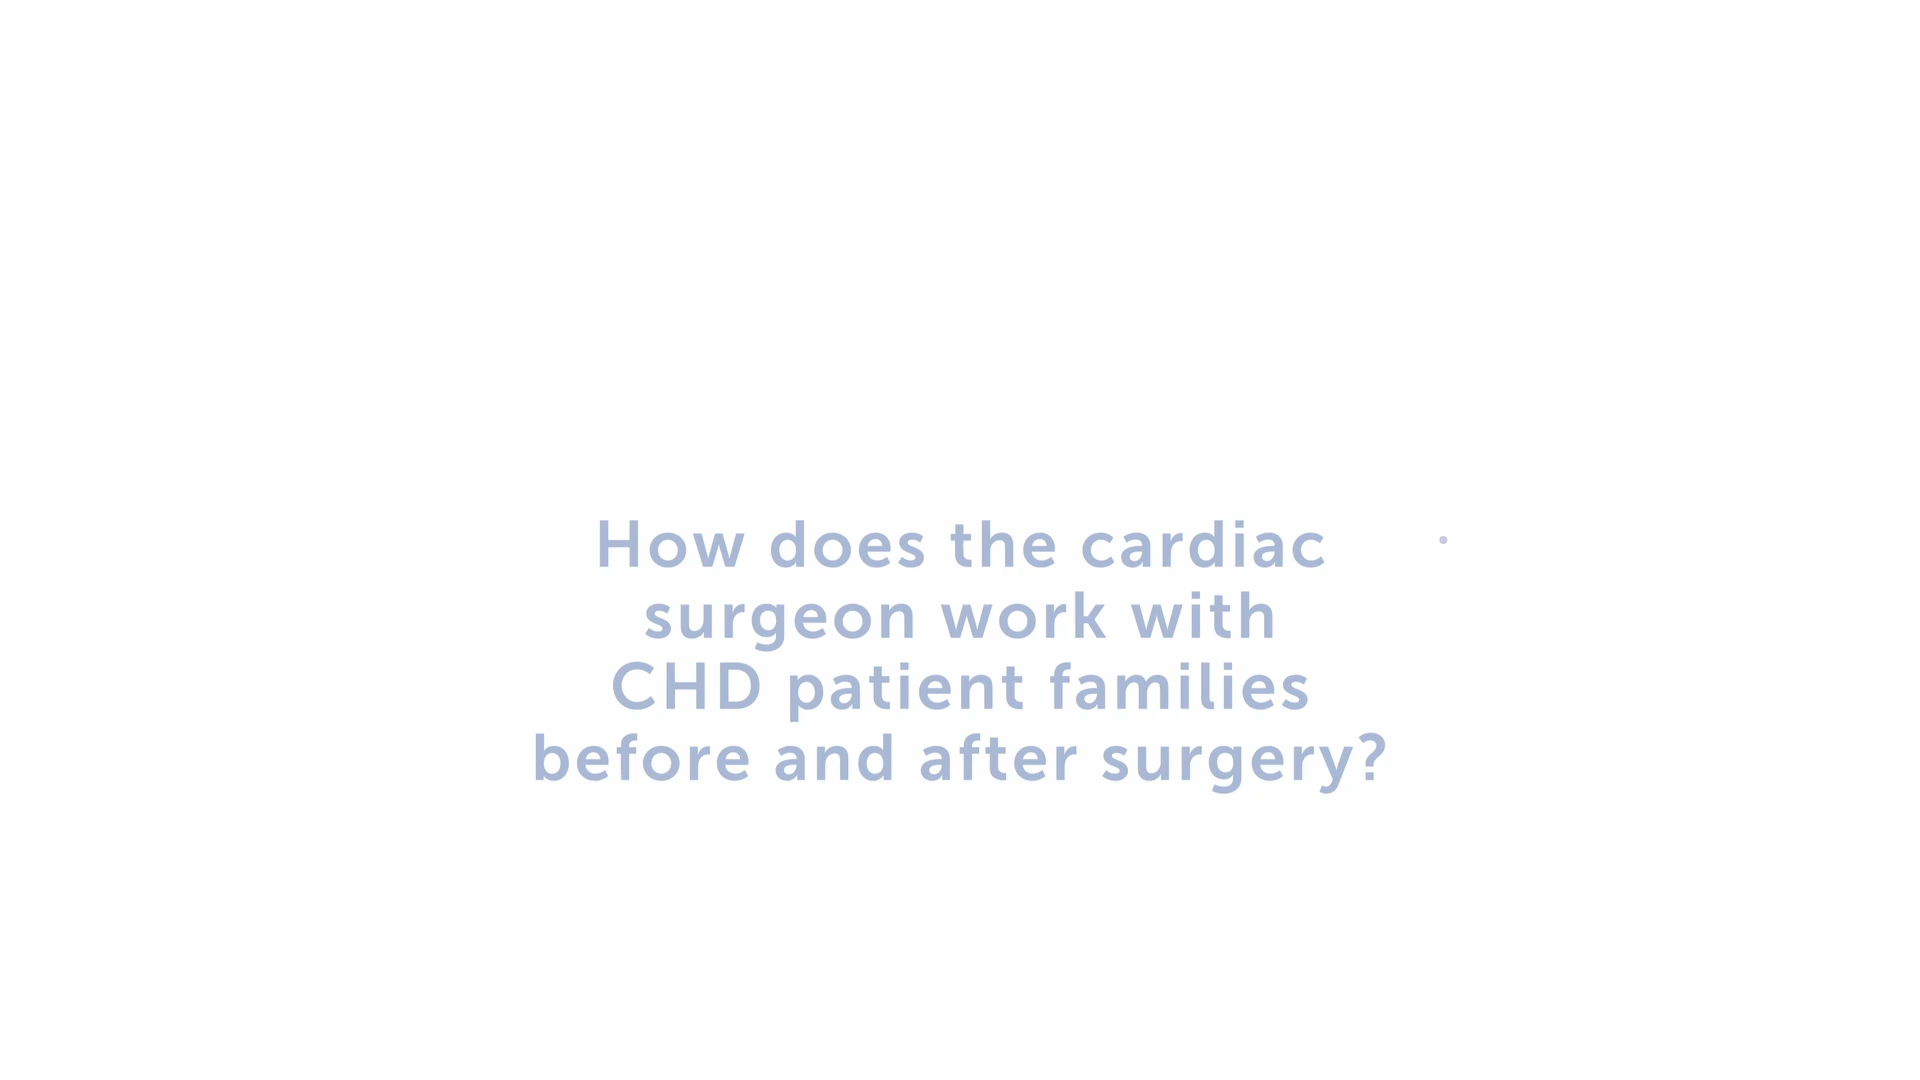 How does the cardiac
surgeon work with
CHD patient families
before and after surgery?